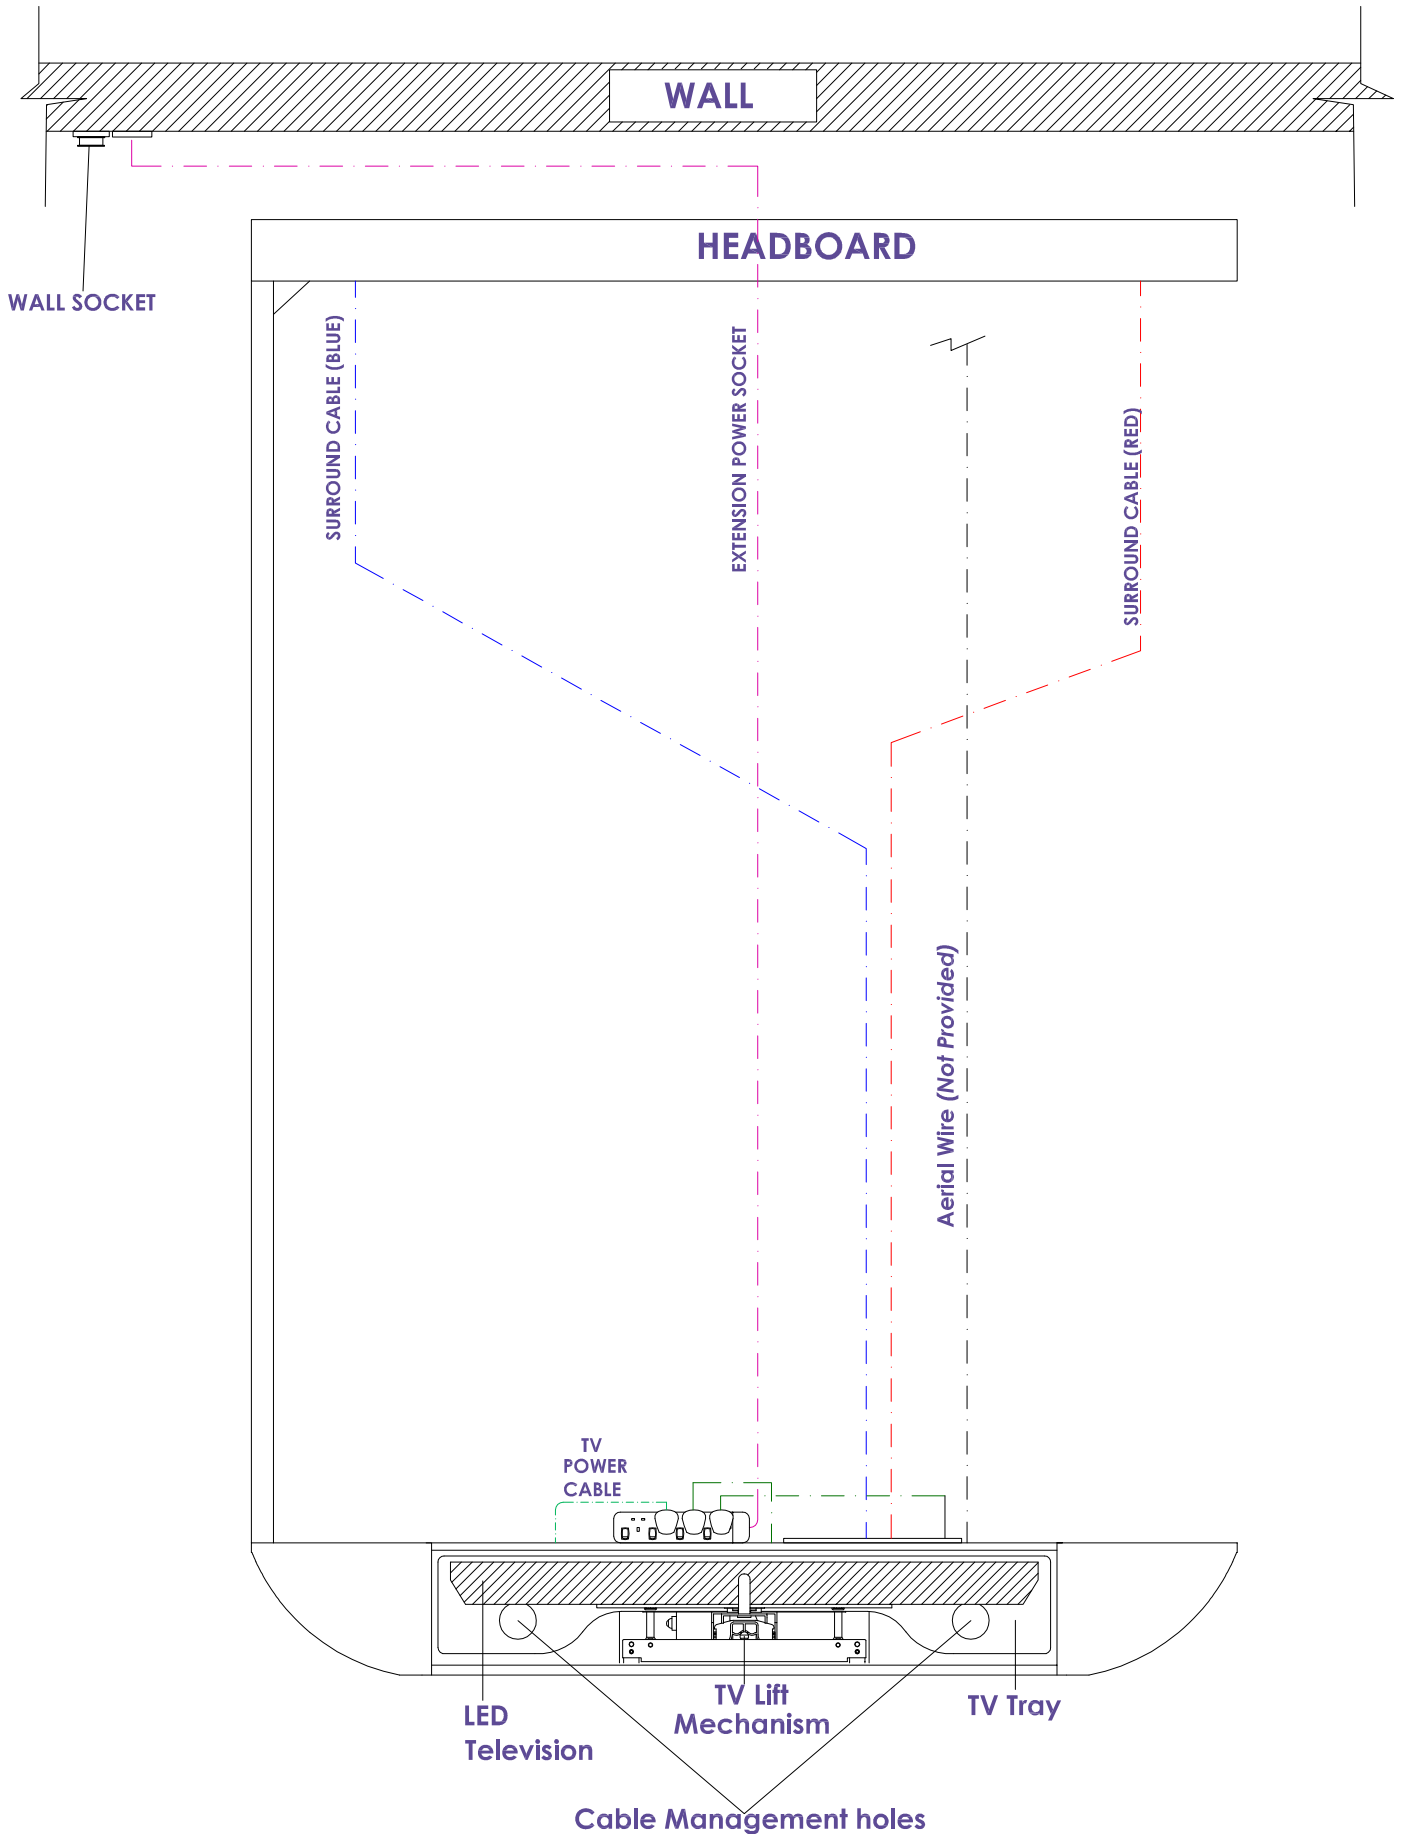 WALL
HEADBOARD
WALL SOCKET
SURROUND CABLE (BLUE)
EXTENSION POWER SOCKET
SURROUND CABLE (RED)
Aerial Wire (Not Provided)
TV
POWER
CABLE
LED
Television
TV Lift
Mechanism
TV Tray
Cable Management holes